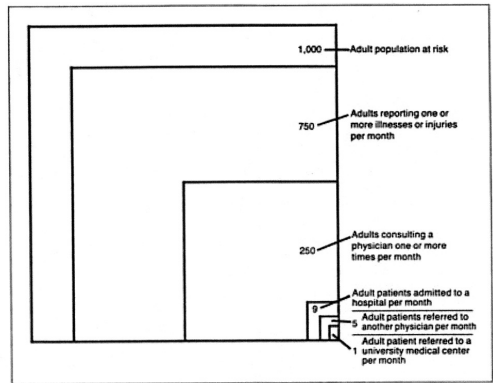 1,000 Adult population at risk
750 Adults reporting one or
more illnesses or injuries
per month
250 Adults consulting a
physician one or more
times per month
9 Adult patients admitted to a
hospital per month
5 Adult patients referred to
another physician per month
1 Adult patient referred to a
university medical center
per month